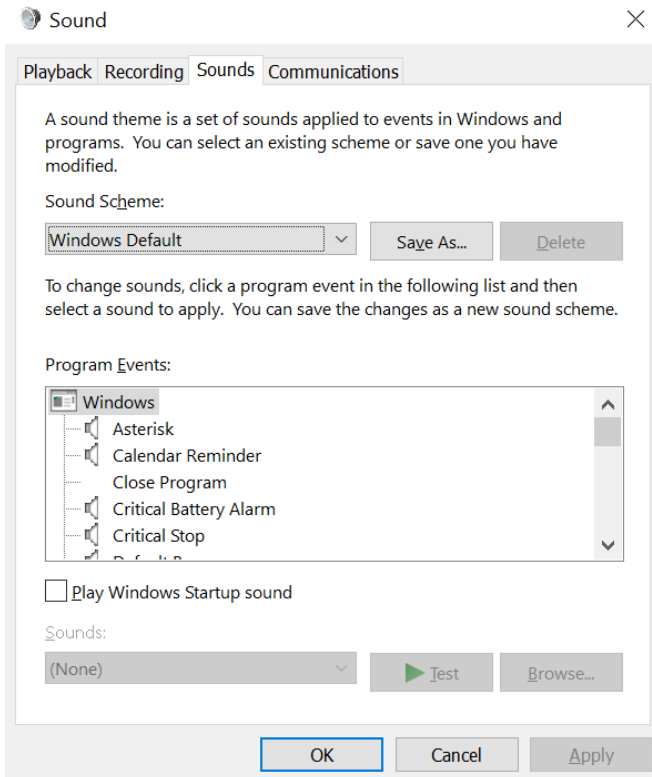 Sound
Playback Recording Sounds Communications
A sound theme is a set of sounds applied to events in Windows and
programs. You can select an existing scheme or save one you have
modified.
Sound Scheme:
Windows Default
Save As...
Delete
To change sounds, click a program event in the following list and then
select a sound to apply. You can save the changes as a new sound scheme.
Program Events:
Windows
Asterisk
Calendar Reminder
Close Program
Critical Battery Alarm
Critical Stop
Play Windows Startup sound
Sounds:
(None)
Test
Browse...
OK
Cancel
Apply